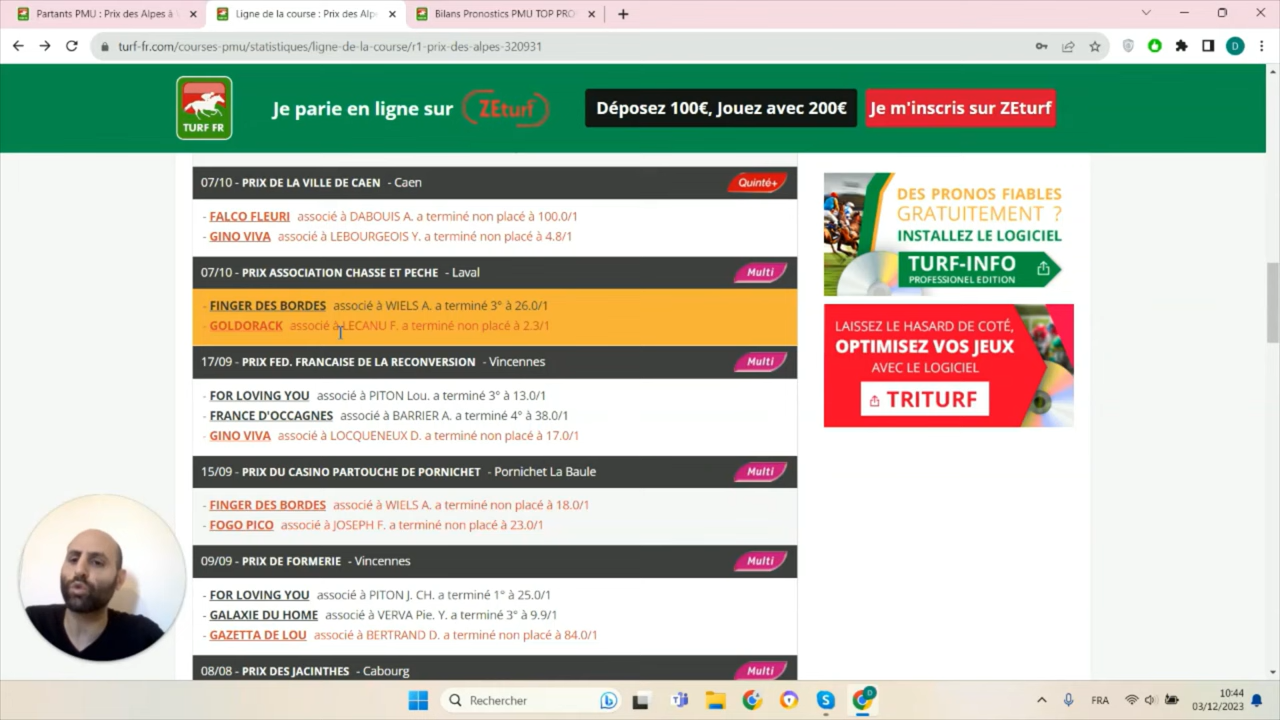 Partants PMU : Prix des Alpes à V
Ligne de la course : Prix des Alp
Bilans Pronostics PMU TOP PRO
turf-fr.com/courses-pmu/statistiques/ligne-de-la-course/r1-prix-des-alpes-320931
D
TURF FR
Je parie en ligne sur ZEturf
Déposez 100€, Jouez avec 200€
Je m'inscris sur ZEturf
07/10 - PRIX DE LA VILLE DE CAEN - Caen
Quinté+
- FALCO FLEURI associé à DABOUIS A. a terminé non placé à 100.0/1
- GINO VIVA associé à LEBOURGEOIS Y. a terminé non placé à 4.8/1
07/10 - PRIX ASSOCIATION CHASSE ET PECHE - Laval
Multi
- FINGER DES BORDES associé à WIELS A. a terminé 3° à 26.0/1
- GOLDORACK associé à LECANU F. a terminé non placé à 2.3/1
17/09 - PRIX FED. FRANCAISE DE LA RECONVERSION - Vincennes
Multi
- FOR LOVING YOU associé à PITON Lou. a terminé 3° à 13.0/1
- FRANCE D'OCCAGNES associé à BARRIER A. a terminé 4° à 38.0/1
- GINO VIVA associé à LOCQUENEUX D. a terminé non placé à 17.0/1
15/09 - PRIX DU CASINO PARTOUCHE DE PORNICHET - Pornichet La Baule
Multi
- FINGER DES BORDES associé à WIELS A. a terminé non placé à 18.0/1
- FOGO PICO associé à JOSEPH F. a terminé non placé à 23.0/1
09/09 - PRIX DE FORMERIE - Vincennes
Multi
- FOR LOVING YOU associé à PITON J. CH. a terminé 1° à 25.0/1
- GALAXIE DU HOME associé à VERVA Pie. Y. a terminé 3° à 9.9/1
- GAZETTA DE LOU associé à BERTRAND D. a terminé non placé à 84.0/1
08/08 - PRIX DES JACINTHES - Cabourg
Multi
DES PRONOS FIABLES
GRATUITEMENT ?
INSTALLEZ LE LOGICIEL
TURF-INFO
PROFESSIONEL EDITION
LAISSEZ LE HASARD DE COTÉ,
OPTIMISEZ VOS JEUX
AVEC LE LOGICIEL
TRITURF
Rechercher
FRA
10:44
03/12/2023